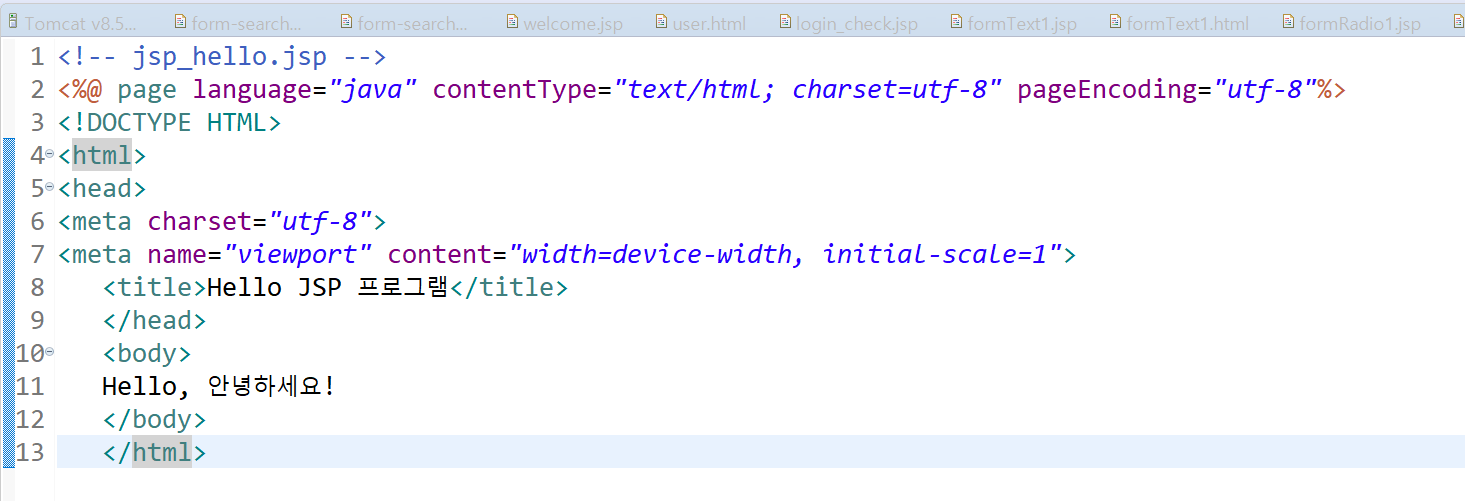 Tomcat v8.5... form-search... form-search... welcome.jsp user.html login_check.jsp formText1.jsp formText1.html formRadio1.jsp
1 <!-- jsp_hello.jsp -->
2 <%@ page language="java" contentType="text/html; charset=utf-8" pageEncoding="utf-8"%>
3 <!DOCTYPE HTML>
4 <html>
5 <head>
6 <meta charset="utf-8">
7 <meta name="viewport" content="width=device-width, initial-scale=1">
8 <title>Hello JSP 프로그램</title>
9 </head>
10 <body>
11 Hello, 안녕하세요!
12 </body>
13 </html>